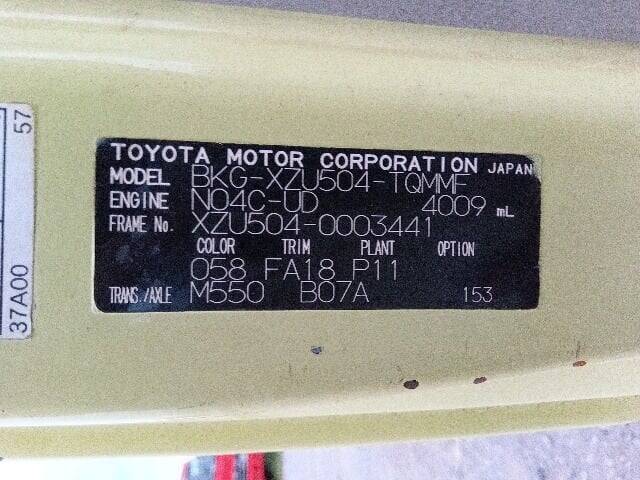 TOYOTA MOTOR CORPORATION JAPAN
MODEL BKG-XZU504-TQMMF
ENGINE N04C-UD 4009 mL
FRAME No. XZU504-0003441
COLOR TRIM PLANT OPTION
058 FA18 P11
TRANS./AXLE M550 B07A 153
37A00 57